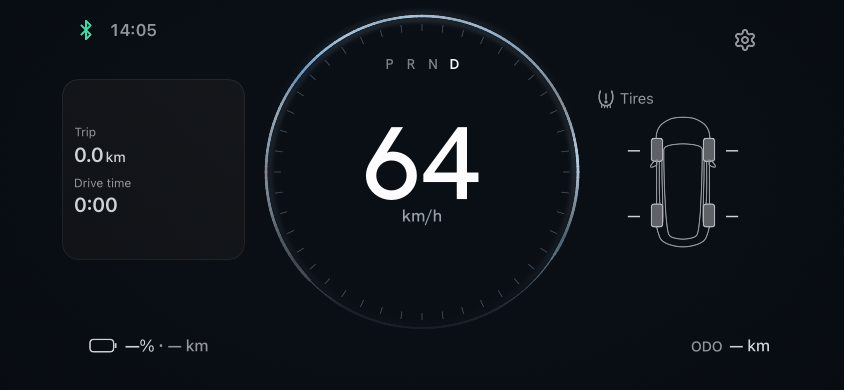 14:05
P R N D
Tires
Trip
0.0 km
Drive time
0:00
64
km/h
—
—
—
—
—% · — km
ODO — km